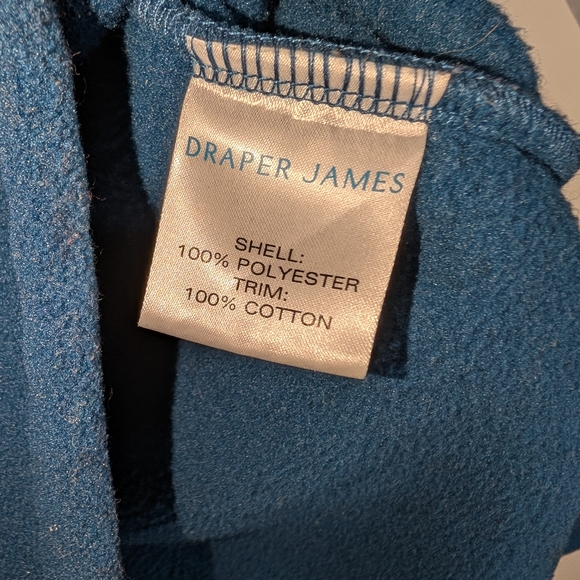 DRAPER JAMES
SHELL:
100% POLYESTER
TRIM:
100% COTTON